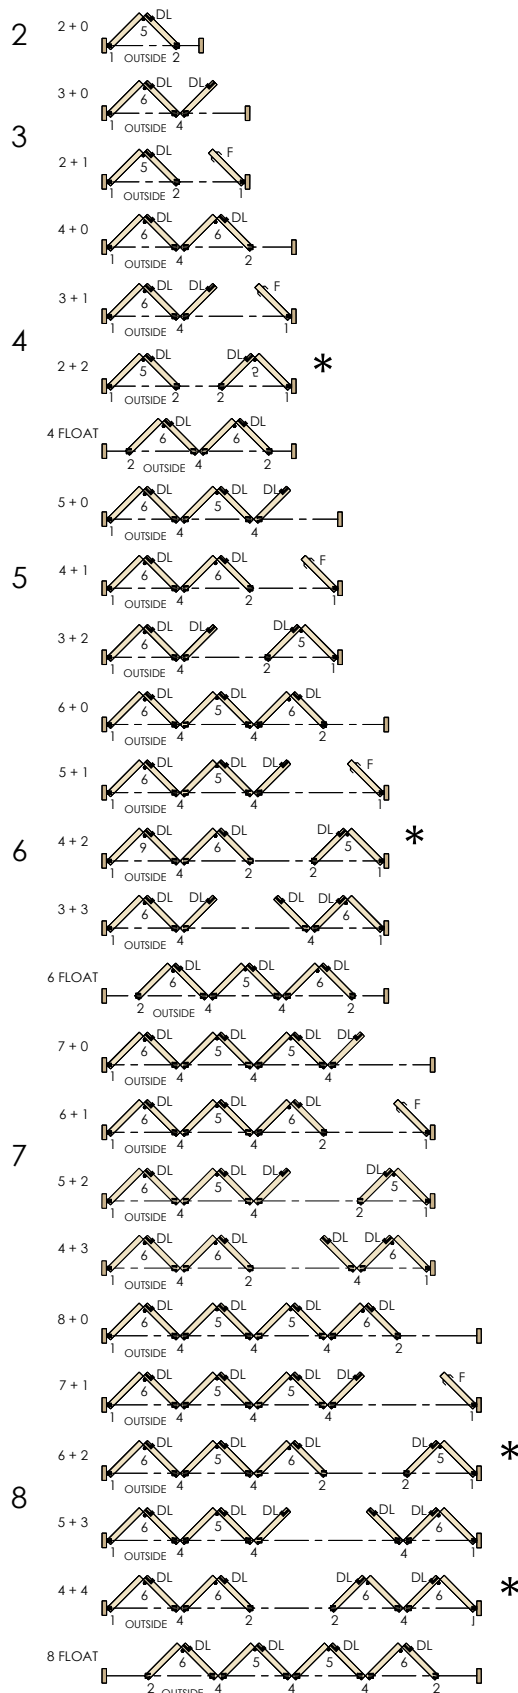 2
2 + 0
DL
5
1 OUTSIDE 2
3
3 + 0
DL DL
6
1 OUTSIDE 4
2 + 1
DL F
5
1 OUTSIDE 2 1
4
4 + 0
DL DL
6 6
1 OUTSIDE 4 2
3 + 1
DL DL F
6
1 OUTSIDE 4 1
2 + 2
DL DL *
5 5
1 OUTSIDE 2 2 1
4 FLOAT
DL DL
6 6
2 OUTSIDE 4 2
5
5 + 0
DL DL DL
6 5
1 OUTSIDE 4 4
4 + 1
DL DL F
6 6
1 OUTSIDE 4 2 1
3 + 2
DL DL DL
6 5
1 OUTSIDE 4 2 1
6
6 + 0
DL DL DL
6 5 6
1 OUTSIDE 4 4 2
5 + 1
DL DL DL F
6 5
1 OUTSIDE 4 4 1
4 + 2
DL DL DL *
9 6 5
1 OUTSIDE 4 2 2 1
3 + 3
DL DL DL DL
6 6
1 OUTSIDE 4 4 1
6 FLOAT
DL DL DL
6 5 6
2 OUTSIDE 4 4 2
7
7 + 0
DL DL DL DL
6 5 5
1 OUTSIDE 4 4 4
6 + 1
DL DL DL F
6 5 6
1 OUTSIDE 4 4 2 1
5 + 2
DL DL DL DL
6 5 5
1 OUTSIDE 4 4 2 1
4 + 3
DL DL DL DL
6 6 6
1 OUTSIDE 4 2 4 1
8
8 + 0
DL DL DL DL
6 5 5 6
1 OUTSIDE 4 4 4 2
7 + 1
DL DL DL DL F
6 5 5
1 OUTSIDE 4 4 4 1
6 + 2
DL DL DL DL *
6 5 6 5
1 OUTSIDE 4 4 2 2 1
5 + 3
DL DL DL DL DL
6 5 6
1 OUTSIDE 4 4 4 1
4 + 4
DL DL DL DL *
6 6 6 6
1 OUTSIDE 4 2 2 4 1
8 FLOAT
DL DL DL DL
6 5 5 6
2 OUTSIDE 4 4 4 2